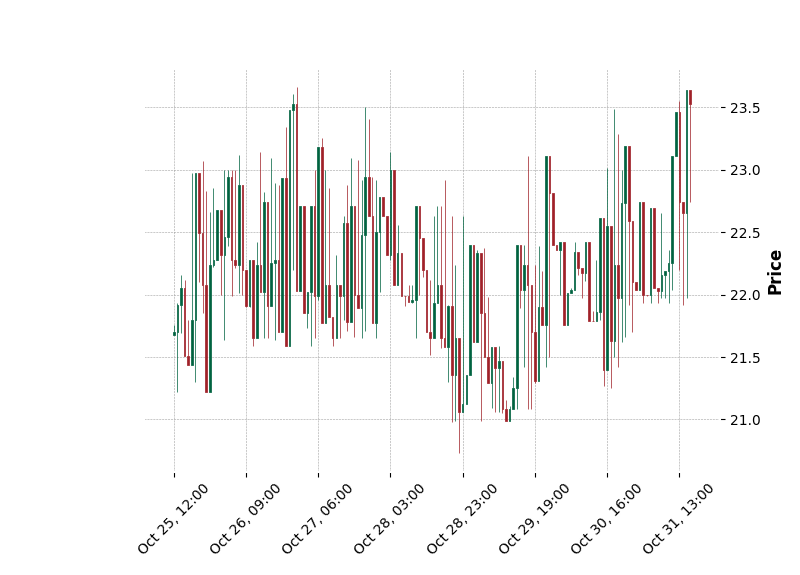 23.5
23.0
22.5
22.0
21.5
21.0
Price
Oct 25, 12:00
Oct 26, 09:00
Oct 27, 06:00
Oct 28, 03:00
Oct 28, 23:00
Oct 29, 19:00
Oct 30, 16:00
Oct 31, 13:00